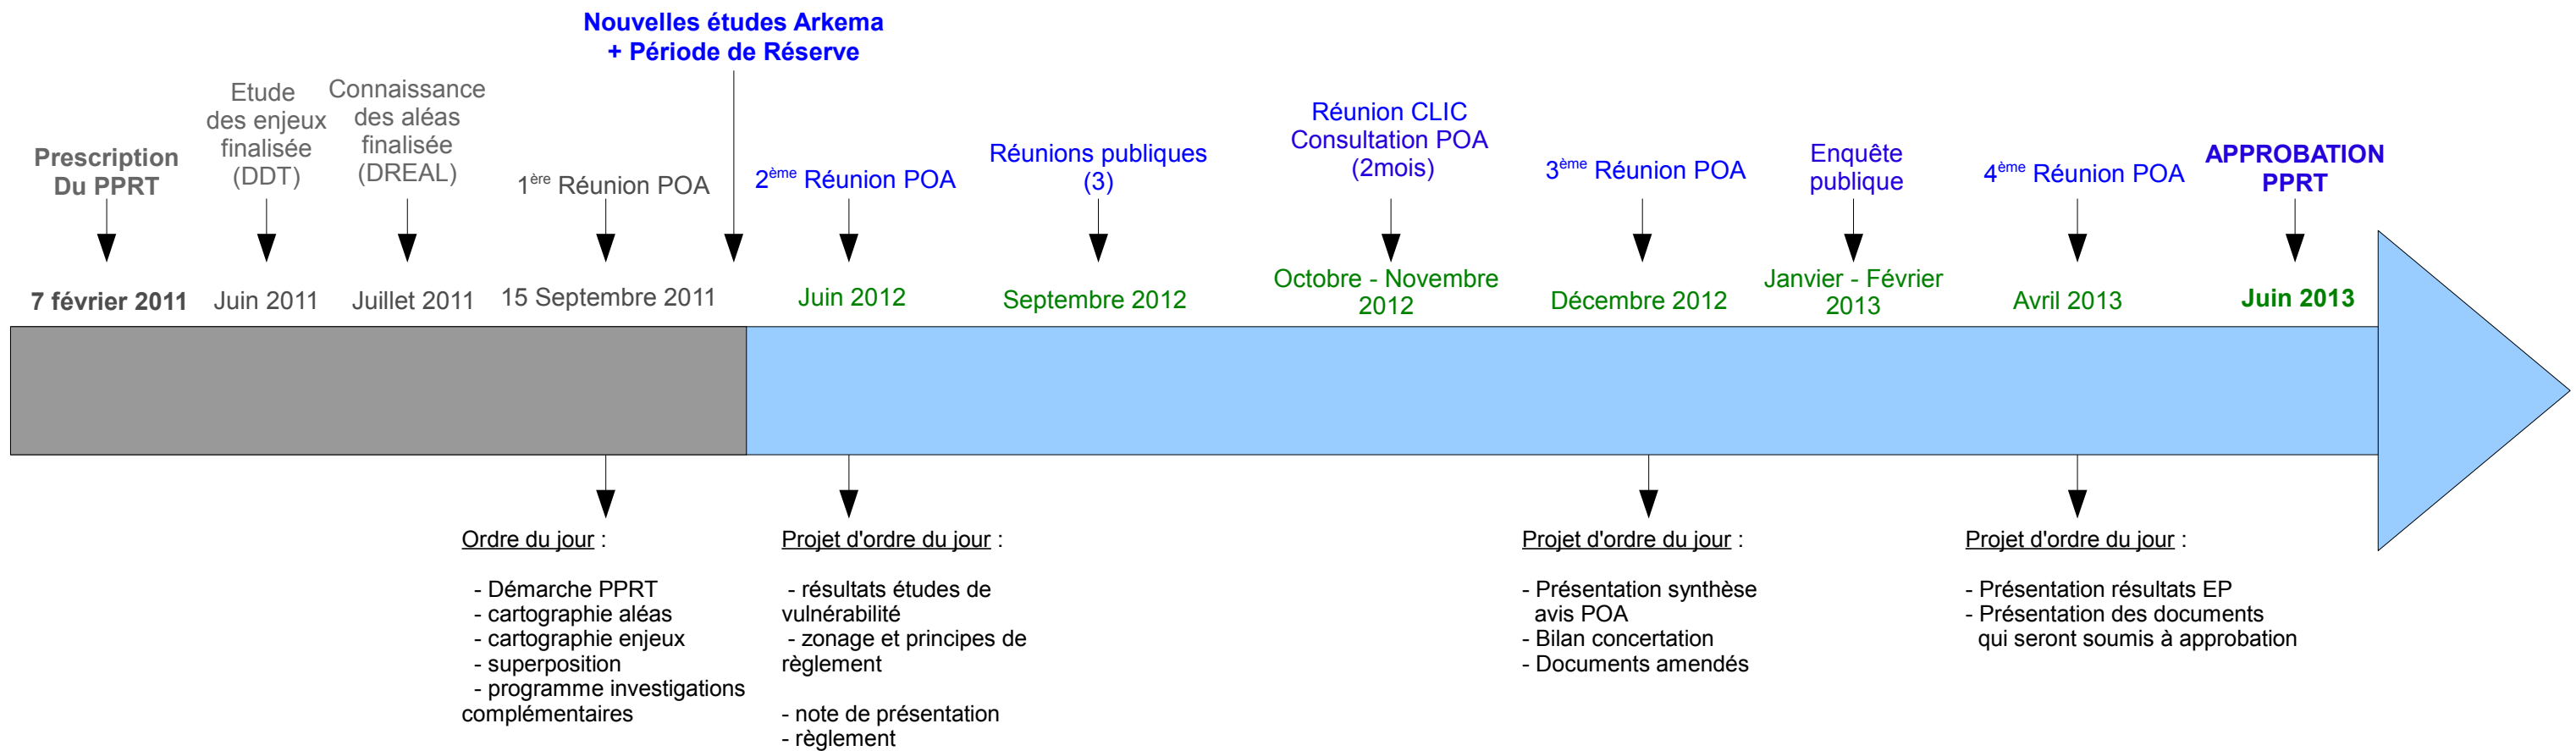 Nouvelles études Arkema
+ Période de Réserve
Prescription
Du PPRT
Etude
des enjeux
finalisée
(DDT)
Connaissance
des aléas
finalisée
(DREAL)
1ère Réunion POA
2ème Réunion POA
Réunions publiques
(3)
Réunion CLIC
Consultation POA
(2mois)
3ème Réunion POA
Enquête
publique
4ème Réunion POA
APPROBATION
PPRT
7 février 2011
Juin 2011
Juillet 2011
15 Septembre 2011
Juin 2012
Septembre 2012
Octobre - Novembre
2012
Décembre 2012
Janvier - Février
2013
Avril 2013
Juin 2013
Ordre du jour :
- Démarche PPRT
- cartographie aléas
- cartographie enjeux
- superposition
- programme investigations
complémentaires
Projet d'ordre du jour :
- résultats études de
vulnérabilité
- zonage et principes de
règlement
- note de présentation
- règlement
Projet d'ordre du jour :
- Présentation synthèse
avis POA
- Bilan concertation
- Documents amendés
Projet d'ordre du jour :
- Présentation résultats EP
- Présentation des documents
qui seront soumis à approbation